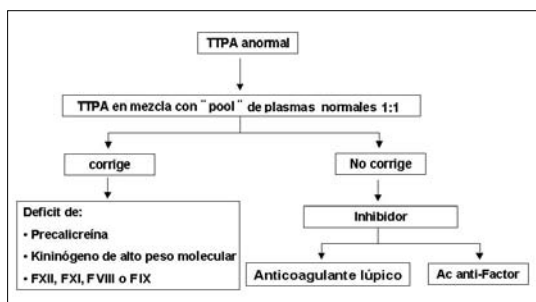 TTPA anormal
TTPA en mezcla con ¨ pool ¨ de plasmas normales 1:1
corrige
No corrige
Deficit de:
• Precalicreína
• Kininógeno de alto peso molecular
• FXII, FXI, FVIII o FIX
Inhibidor
Anticoagulante lúpico
Ac anti-Factor